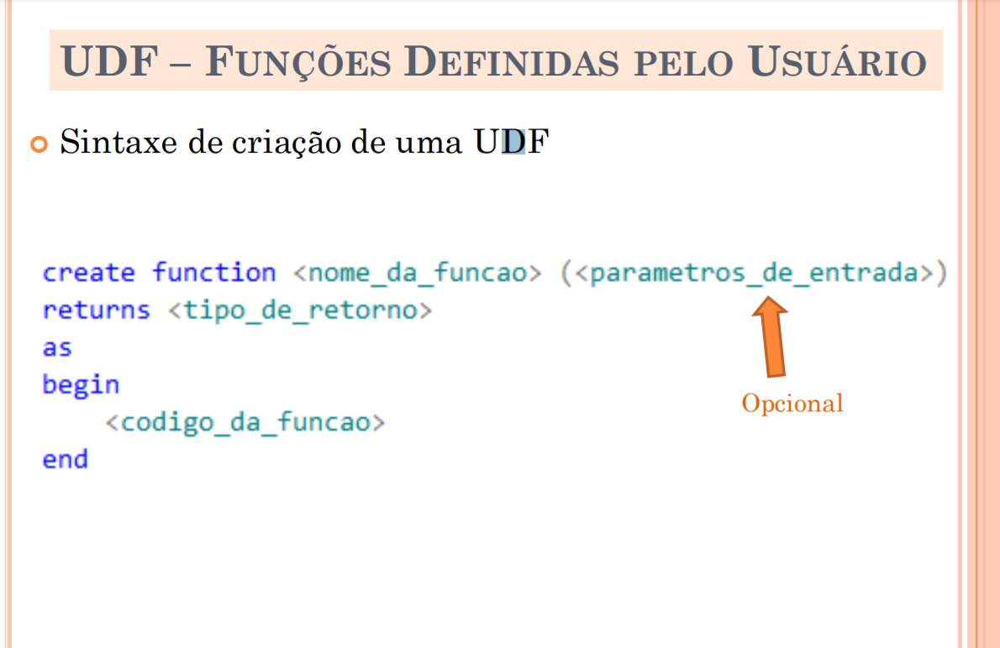 UDF – FUNÇÕES DEFINIDAS PELO USUÁRIO
Sintaxe de criação de uma UDF
create function <nome_da_funcao> (<parametros_de_entrada>)
returns <tipo_de_retorno>
as
begin
<codigo_da_funcao>
end
Opcional